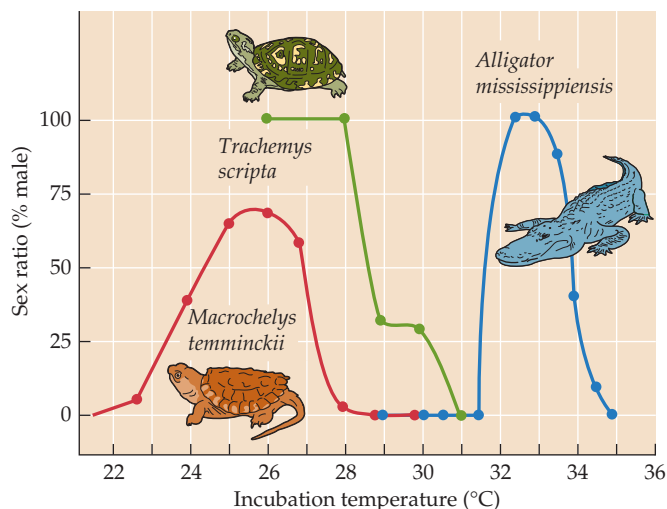 Alligator
mississippiensis
Trachemys
scripta
Macrochelys
temminckii
Sex ratio (% male)
100
75
50
25
0
22 24 26 28 30 32 34 36
Incubation temperature (°C)